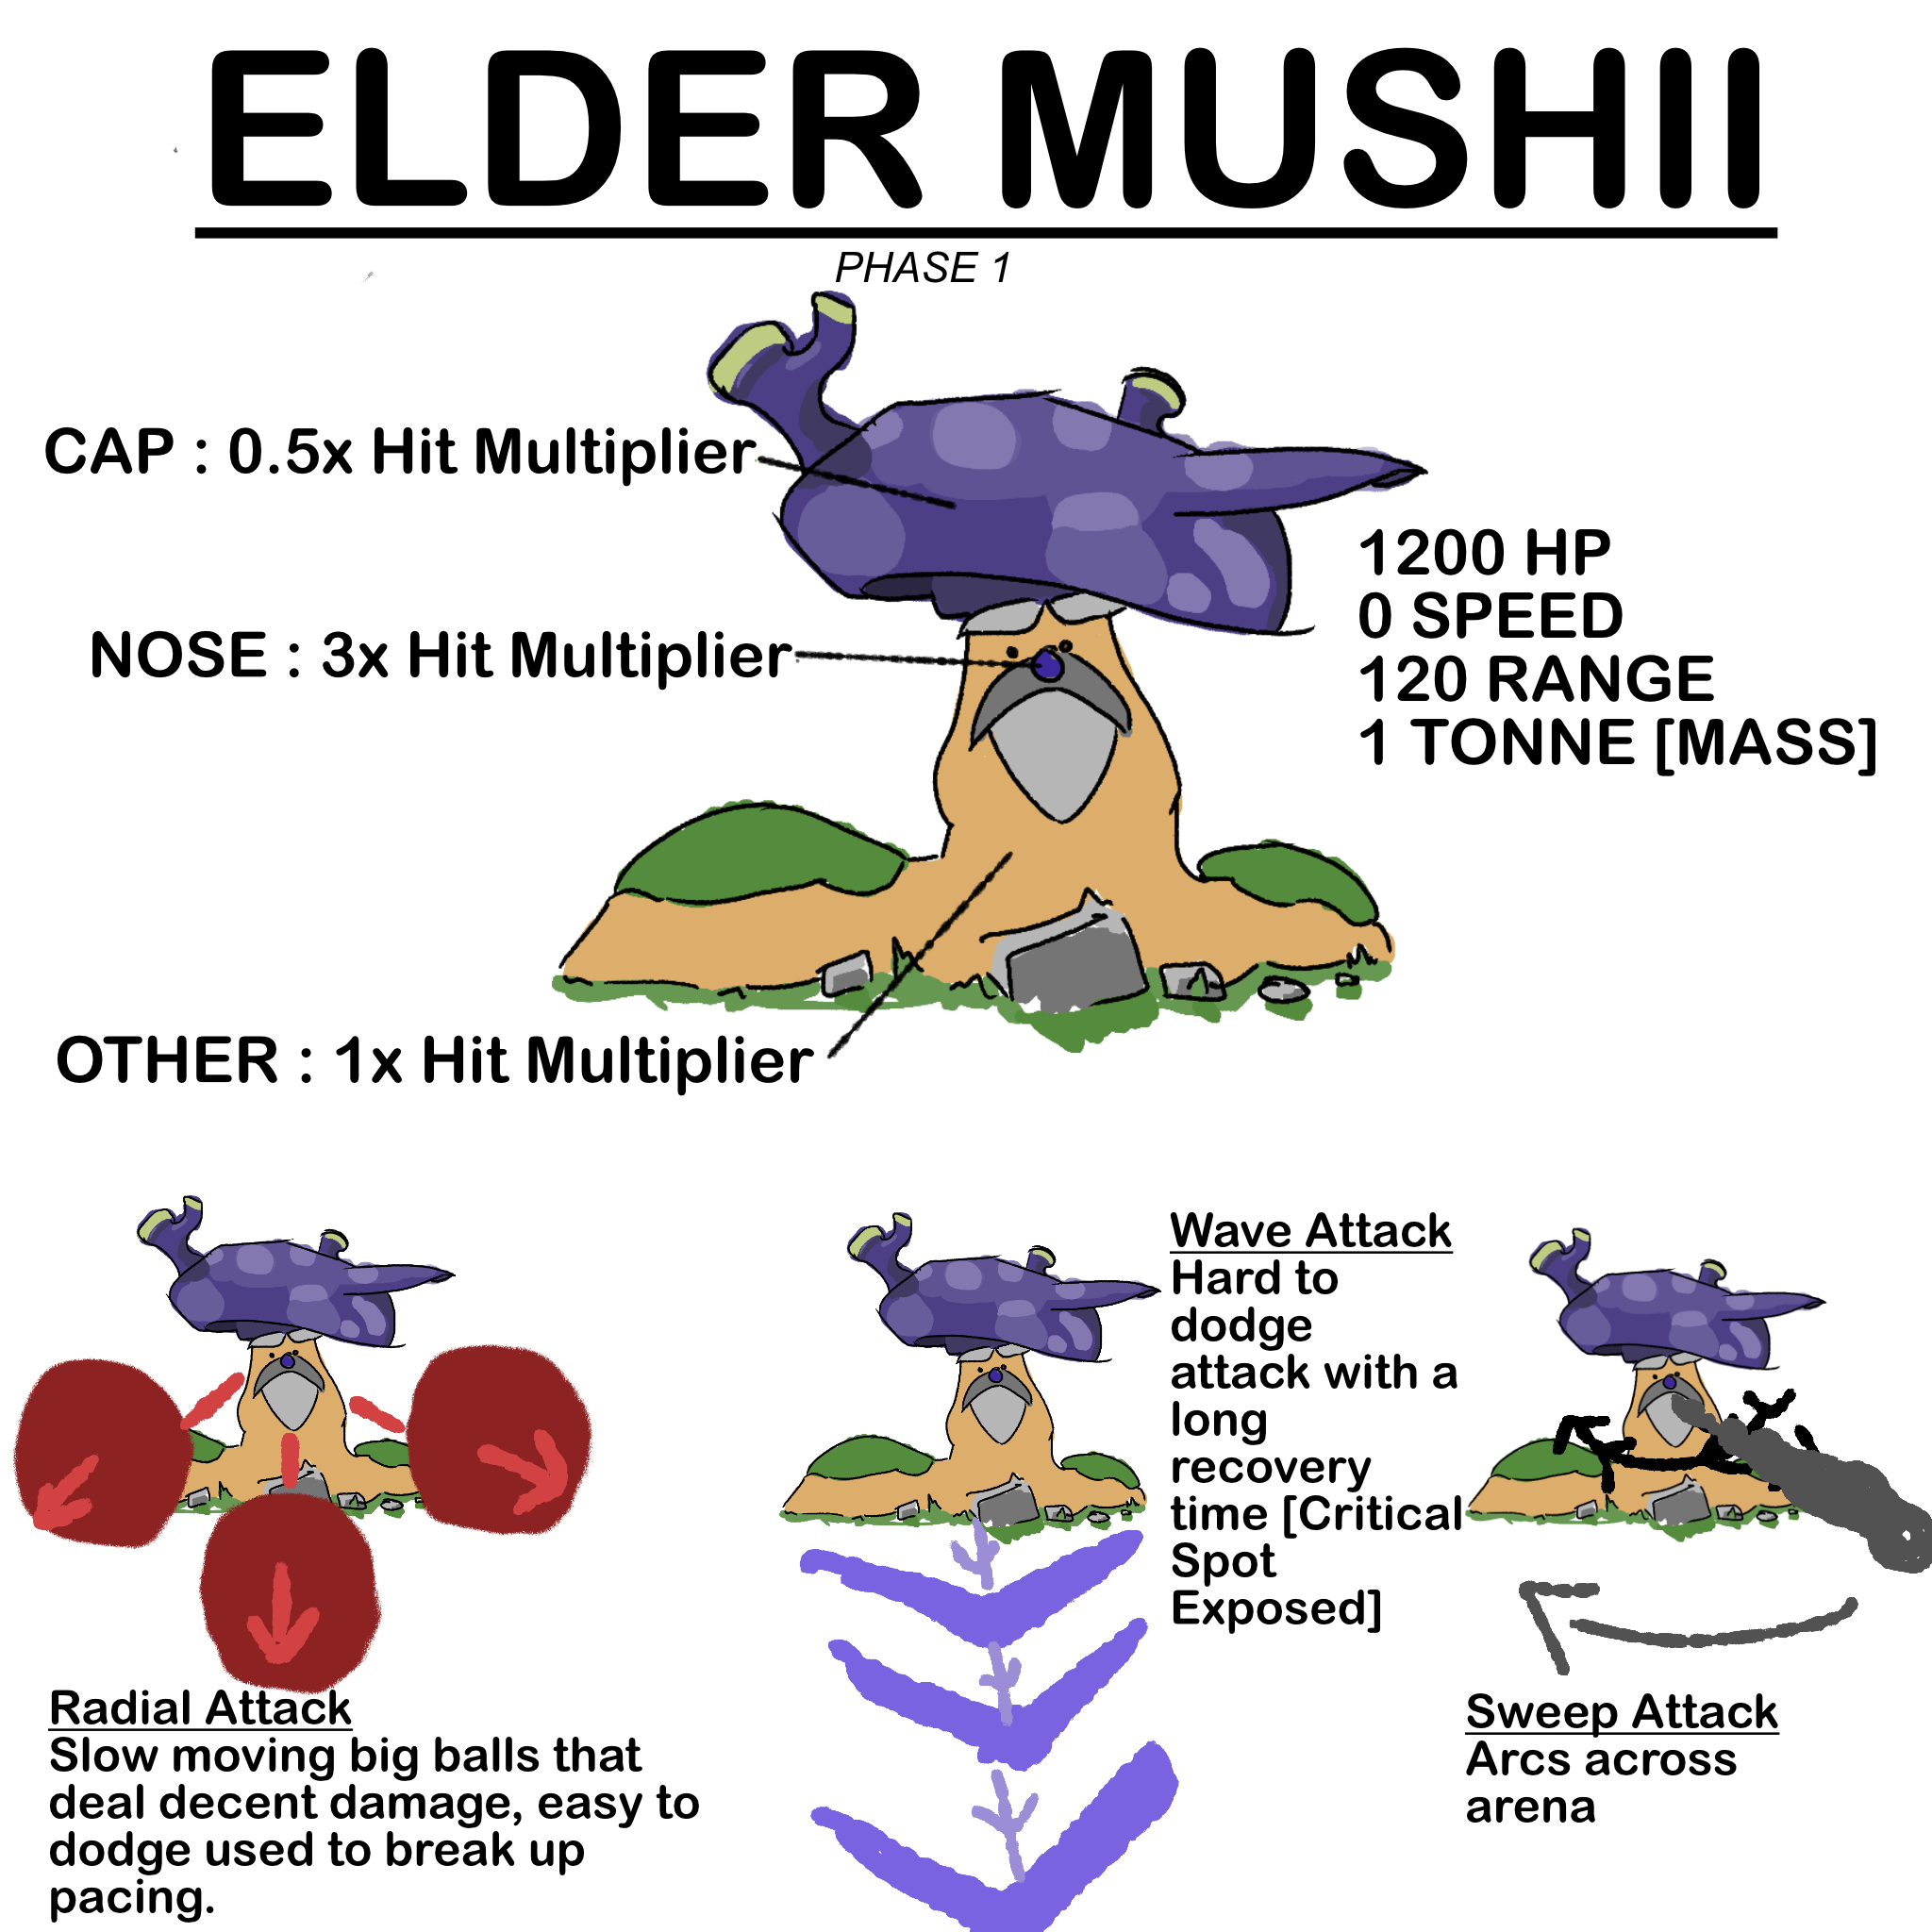 ELDER MUSHII
PHASE 1
CAP : 0.5x Hit Multiplier
NOSE : 3x Hit Multiplier
1200 HP
0 SPEED
120 RANGE
1 TONNE [MASS]
OTHER : 1x Hit Multiplier
Radial Attack
Slow moving big balls that
deal decent damage, easy to
dodge used to break up
pacing.
Wave Attack
Hard to
dodge
attack with a
long
recovery
time [Critical
Spot
Exposed]
Sweep Attack
Arcs across
arena